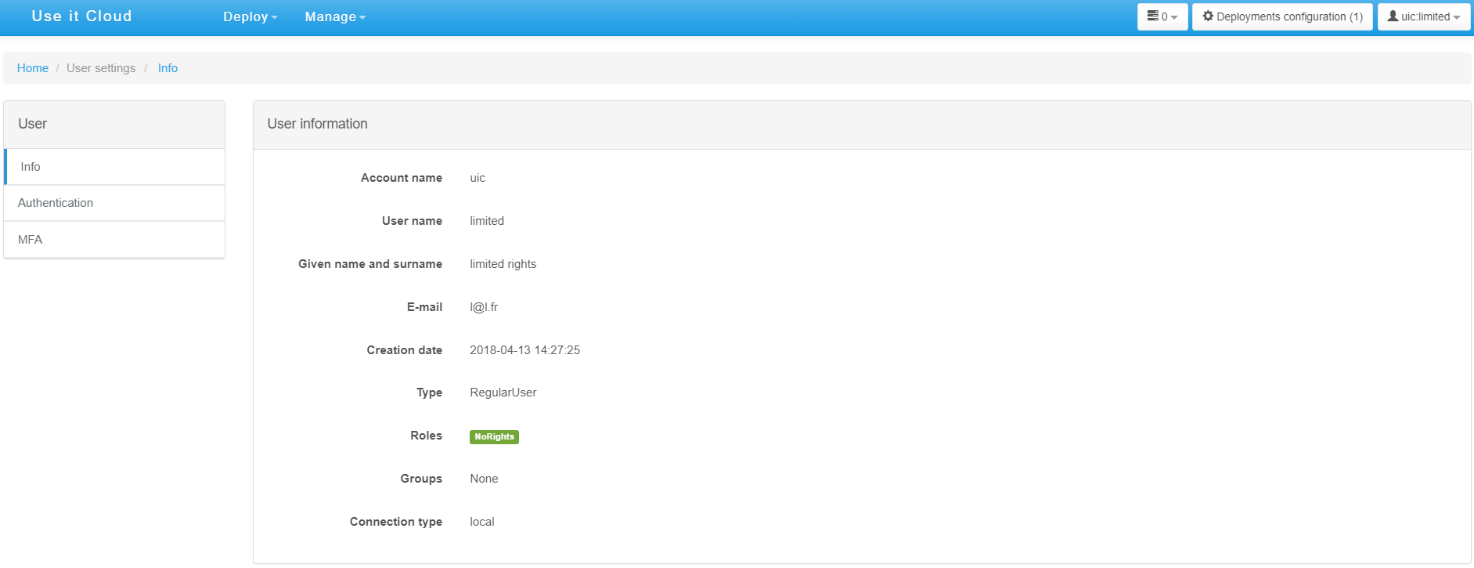 Use it Cloud Deploy Manage 0 Deployments configuration (1) uic:limited
Home / User settings / Info
User
Info
Authentication
MFA
User information
Account name uic
User name limited
Given name and surname limited rights
E-mail l@l.fr
Creation date 2018-04-13 14:27:25
Type RegularUser
Roles NoRights
Groups None
Connection type local